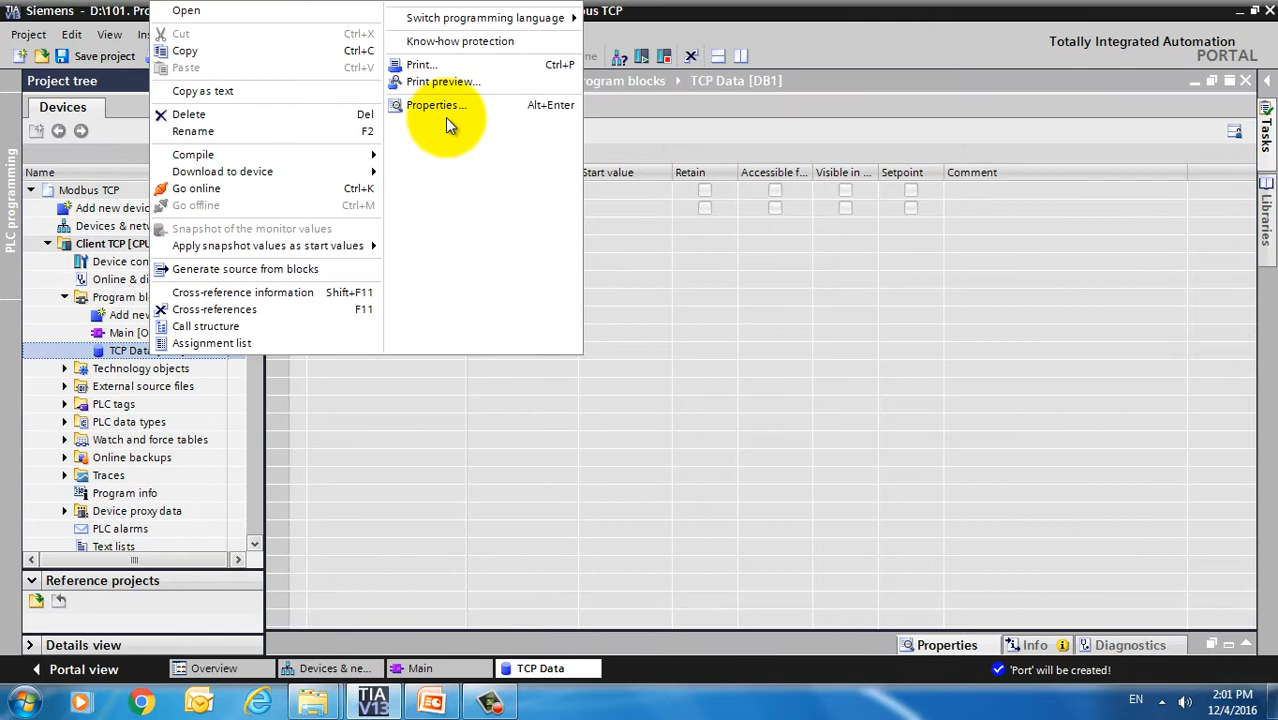 Siemens - D:\101. Pro
bus TCP
Project Edit View Ins
Save project
Totally Integrated Automation
PORTAL
Open
Cut Ctrl+X
Copy Ctrl+C
Paste Ctrl+V
Copy as text
Delete Del
Rename F2
Compile
Download to device
Go online Ctrl+K
Go offline Ctrl+M
Snapshot of the monitor values
Apply snapshot values as start values
Generate source from blocks
Cross-reference information Shift+F11
Cross-references F11
Call structure
Assignment list
Switch programming language
Know-how protection
Print... Ctrl+P
Print preview...
Properties... Alt+Enter
Project tree
Devices
rogram blocks TCP Data [DB1]
Name
Start value Retain Accessible f... Visible in ... Setpoint Comment
Modbus TCP
Add new devic
Devices & netw
Client TCP [CPU
Device con
Online & di
Program bl
Add new
Main [O
TCP Data
Technology objects
External source files
PLC tags
PLC data types
Watch and force tables
Online backups
Traces
Program info
Device proxy data
PLC alarms
Text lists
Reference projects
Details view
PLC programming
Tasks
Libraries
Properties Info Diagnostics
Portal view Overview Devices & ne... Main TCP Data 'Port' will be created!
TIA
V13
EN
2:01 PM
12/4/2016